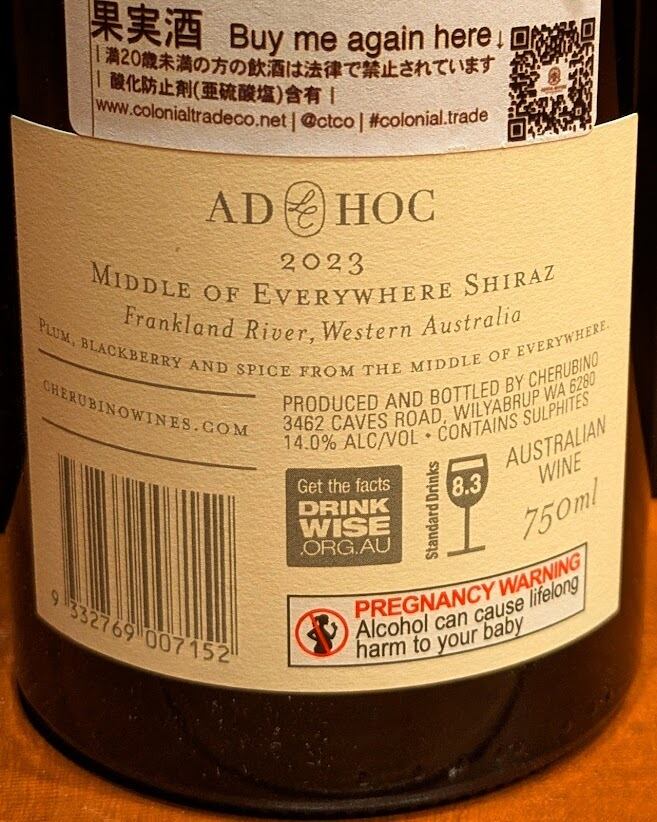 果実酒 Buy me again here↓
| 満20歳未満の方の飲酒は法律で禁止されています
| 酸化防止剤(亜硫酸塩)含有 |
www.colonialtradeco.net | @ctco | #colonial.trade
AD LC HOC
2023
MIDDLE OF EVERYWHERE SHIRAZ
Frankland River, Western Australia
PLUM, BLACKBERRY AND SPICE FROM THE MIDDLE OF EVERYWHERE.
CHERUBINOWINES.COM
PRODUCED AND BOTTLED BY CHERUBINO
3462 CAVES ROAD, WILYABRUP WA 6280
14.0% ALC/VOL • CONTAINS SULPHITES
Get the facts
DRINK
WISE
.ORG.AU
Standard Drinks
8.3
AUSTRALIAN
WINE
750ml
9 332769 007152
PREGNANCY WARNING
Alcohol can cause lifelong
harm to your baby